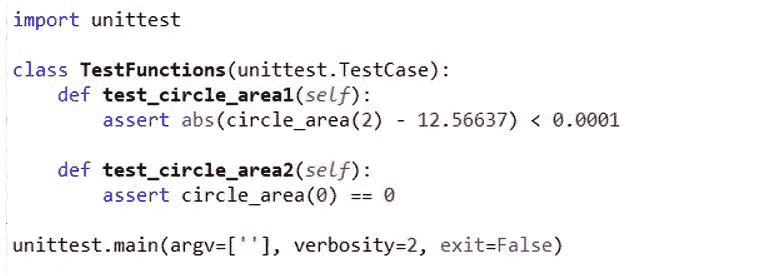 import unittest

class TestFunctions(unittest.TestCase):
    def test_circle_area1(self):
        assert abs(circle_area(2) - 12.56637) < 0.0001

    def test_circle_area2(self):
        assert circle_area(0) == 0

unittest.main(argv=[''], verbosity=2, exit=False)